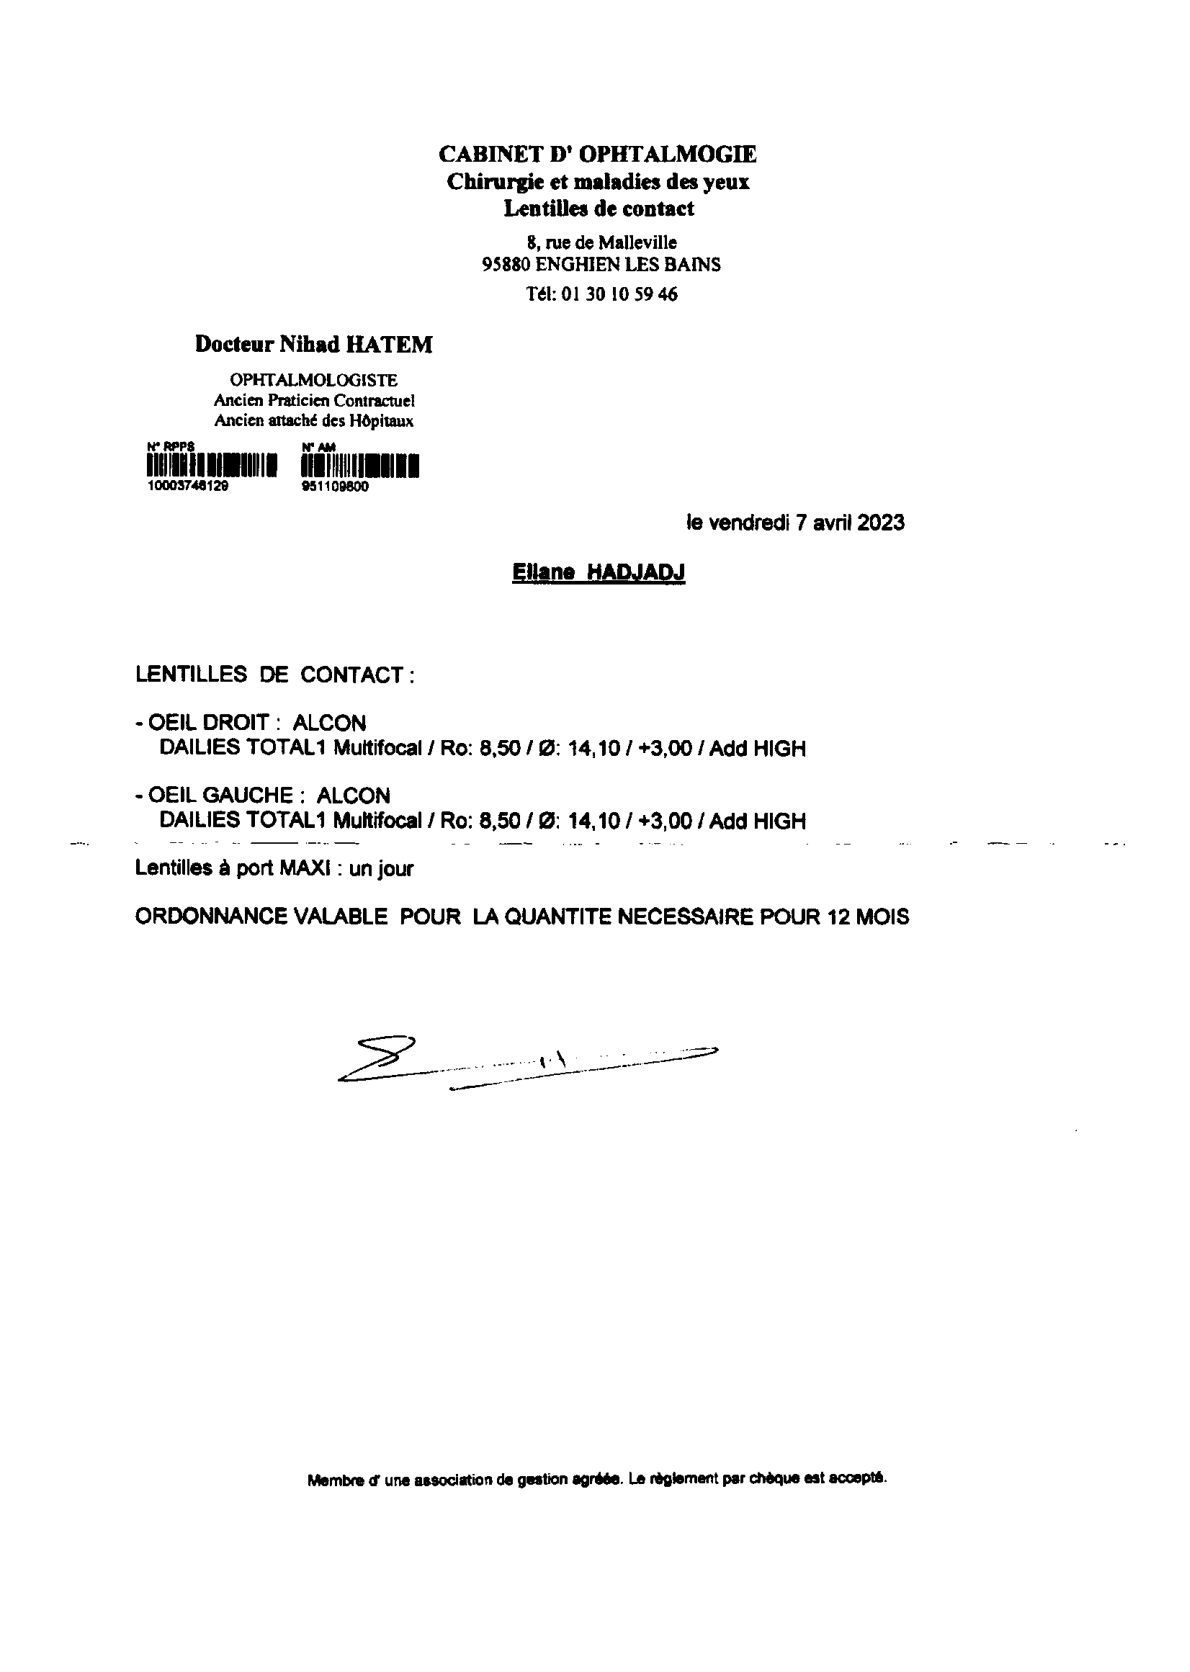 CABINET D' OPHTALMOGIE
Chirurgie et maladies des yeux
Lentilles de contact
8, rue de Malleville
95880 ENGHIEN LES BAINS
Tél: 01 30 10 59 46
Docteur Nihad HATEM
OPHTALMOLOGISTE
Ancien Praticien Contractuel
Ancien attaché des Hôpitaux
N° RPPS N° AM
10003748129 951109800
le vendredi 7 avril 2023
Eliane HADJADJ
LENTILLES DE CONTACT :
- OEIL DROIT : ALCON
DAILIES TOTAL1 Multifocal / Ro: 8,50 / Ø: 14,10 / +3,00 / Add HIGH
- OEIL GAUCHE : ALCON
DAILIES TOTAL1 Multifocal / Ro: 8,50 / Ø: 14,10 / +3,00 / Add HIGH
Lentilles à port MAXI : un jour
ORDONNANCE VALABLE POUR LA QUANTITE NECESSAIRE POUR 12 MOIS
Membre d' une association de gestion agréée. Le règlement par chèque est accepté.